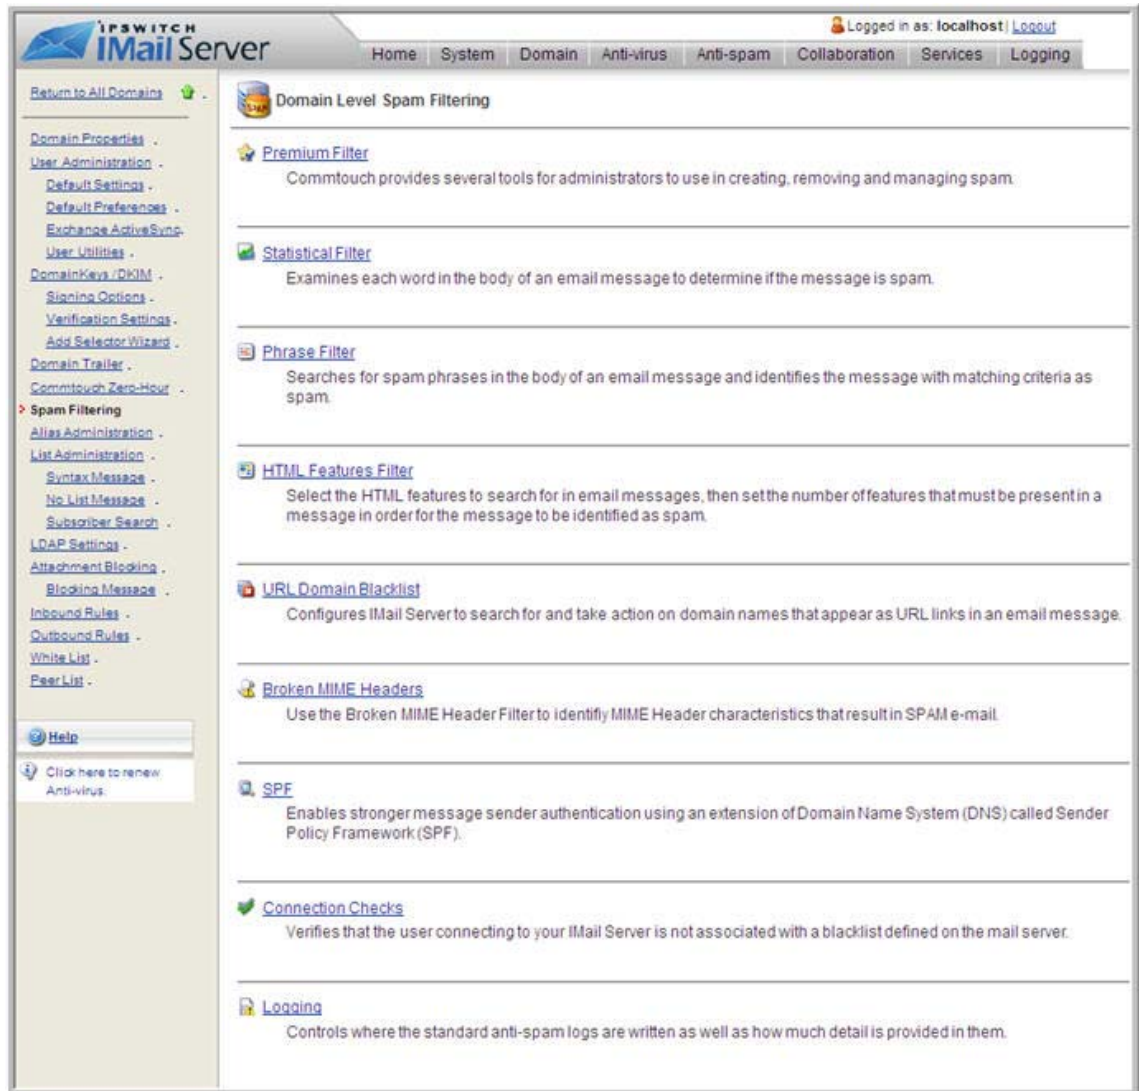 IPSWITCH
IMail Server
Logged in as: localhost | Logout
Home System Domain Anti-virus Anti-spam Collaboration Services Logging
Return to All Domains
Domain Properties
User Administration
Default Settings
Default Preferences
Exchange ActiveSync
User Utilities
DomainKeys /DKIM
Signing Options
Verification Settings
Add Selector Wizard
Domain Trailer
Commtouch Zero-Hour
Spam Filtering
Alias Administration
List Administration
Syntax Message
No List Message
Subscriber Search
LDAP Settings
Attachment Blocking
Blocking Message
Inbound Rules
Outbound Rules
White List
Peer List
Help
Click here to renew
Anti-virus.
Domain Level Spam Filtering
Premium Filter
Commtouch provides several tools for administrators to use in creating, removing and managing spam.
Statistical Filter
Examines each word in the body of an email message to determine if the message is spam.
Phrase Filter
Searches for spam phrases in the body of an email message and identifies the message with matching criteria as
spam.
HTML Features Filter
Select the HTML features to search for in email messages, then set the number of features that must be present in a
message in order for the message to be identified as spam.
URL Domain Blacklist
Configures IMail Server to search for and take action on domain names that appear as URL links in an email message.
Broken MIME Headers
Use the Broken MIME Header Filter to identifiy MIME Header characteristics that result in SPAM e-mail.
SPF
Enables stronger message sender authentication using an extension of Domain Name System (DNS) called Sender
Policy Framework (SPF).
Connection Checks
Verifies that the user connecting to your IMail Server is not associated with a blacklist defined on the mail server.
Logging
Controls where the standard anti-spam logs are written as well as how much detail is provided in them.